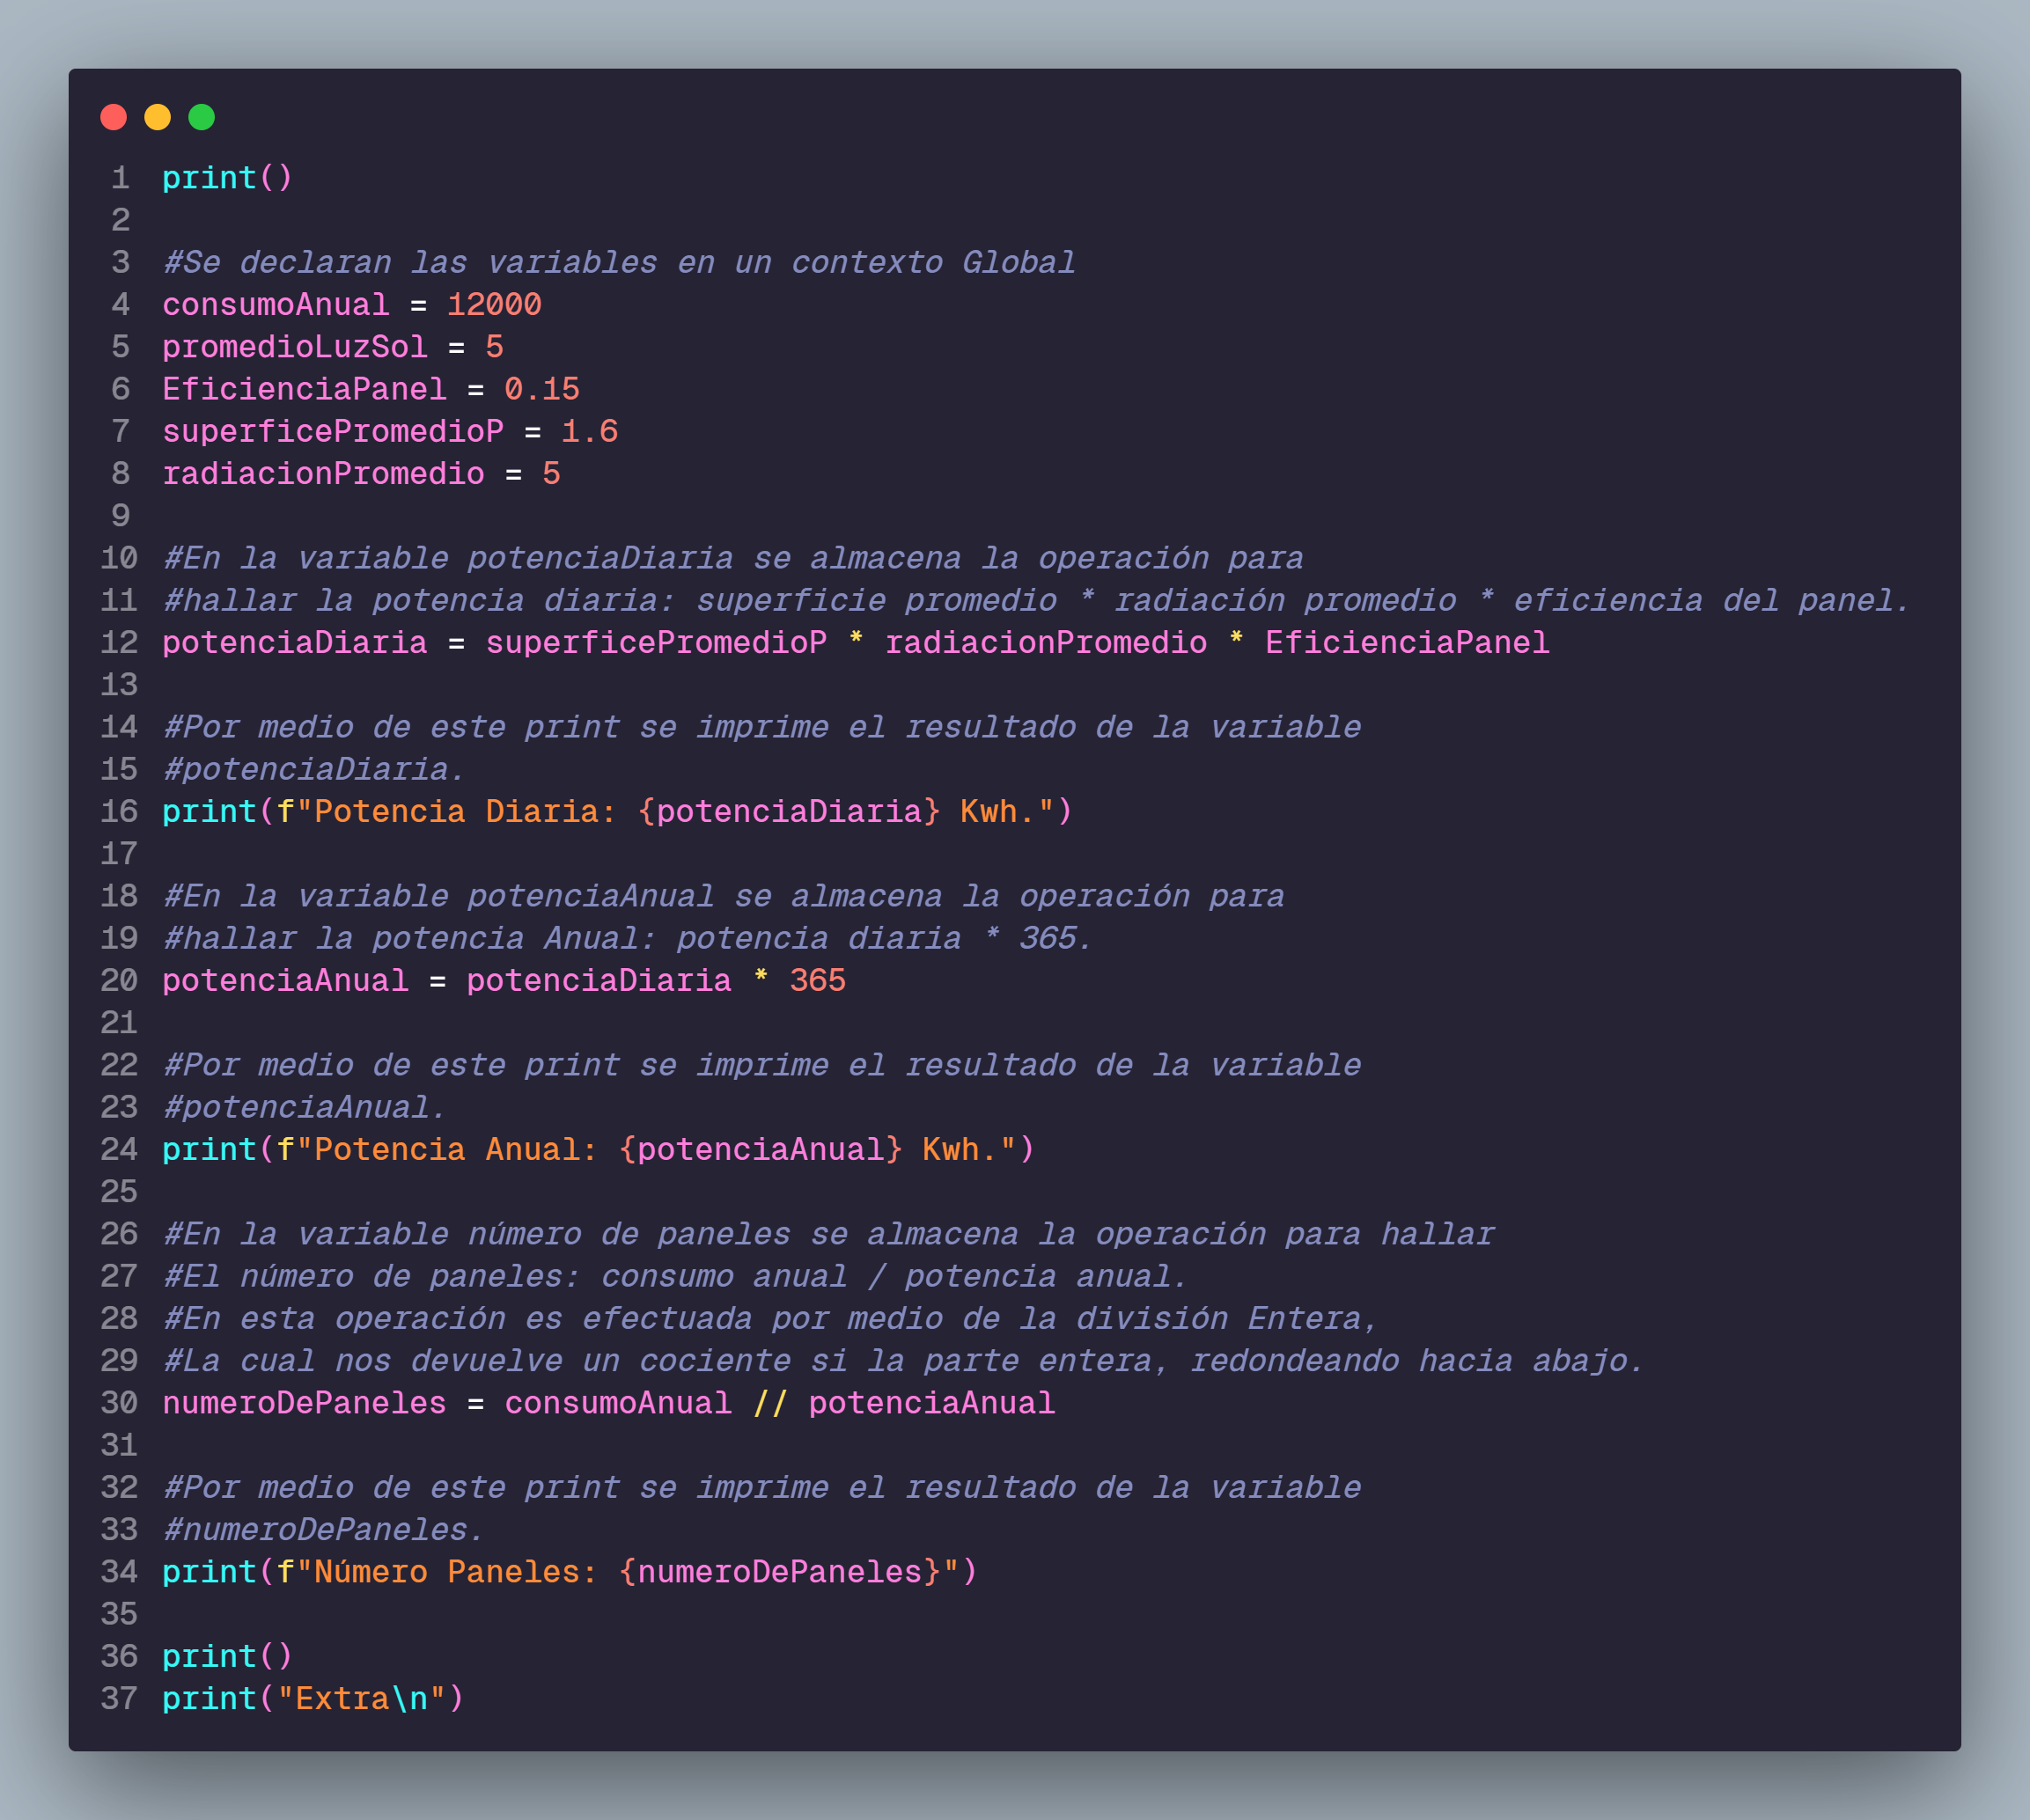 1 print()
2
3 #Se declaran las variables en un contexto Global
4 consumoAnual = 12000
5 promedioLuzSol = 5
6 EficienciaPanel = 0.15
7 superficePromedioP = 1.6
8 radiacionPromedio = 5
9
10 #En la variable potenciaDiaria se almacena la operación para
11 #hallar la potencia diaria: superficie promedio * radiación promedio * eficiencia del panel.
12 potenciaDiaria = superficePromedioP * radiacionPromedio * EficienciaPanel
13
14 #Por medio de este print se imprime el resultado de la variable
15 #potenciaDiaria.
16 print(f"Potencia Diaria: {potenciaDiaria} Kwh.")
17
18 #En la variable potenciaAnual se almacena la operación para
19 #hallar la potencia Anual: potencia diaria * 365.
20 potenciaAnual = potenciaDiaria * 365
21
22 #Por medio de este print se imprime el resultado de la variable
23 #potenciaAnual.
24 print(f"Potencia Anual: {potenciaAnual} Kwh.")
25
26 #En la variable número de paneles se almacena la operación para hallar
27 #El número de paneles: consumo anual / potencia anual.
28 #En esta operación es efectuada por medio de la división Entera,
29 #La cual nos devuelve un cociente si la parte entera, redondeando hacia abajo.
30 numeroDePaneles = consumoAnual // potenciaAnual
31
32 #Por medio de este print se imprime el resultado de la variable
33 #numeroDePaneles.
34 print(f"Número Paneles: {numeroDePaneles}")
35
36 print()
37 print("Extra\n")